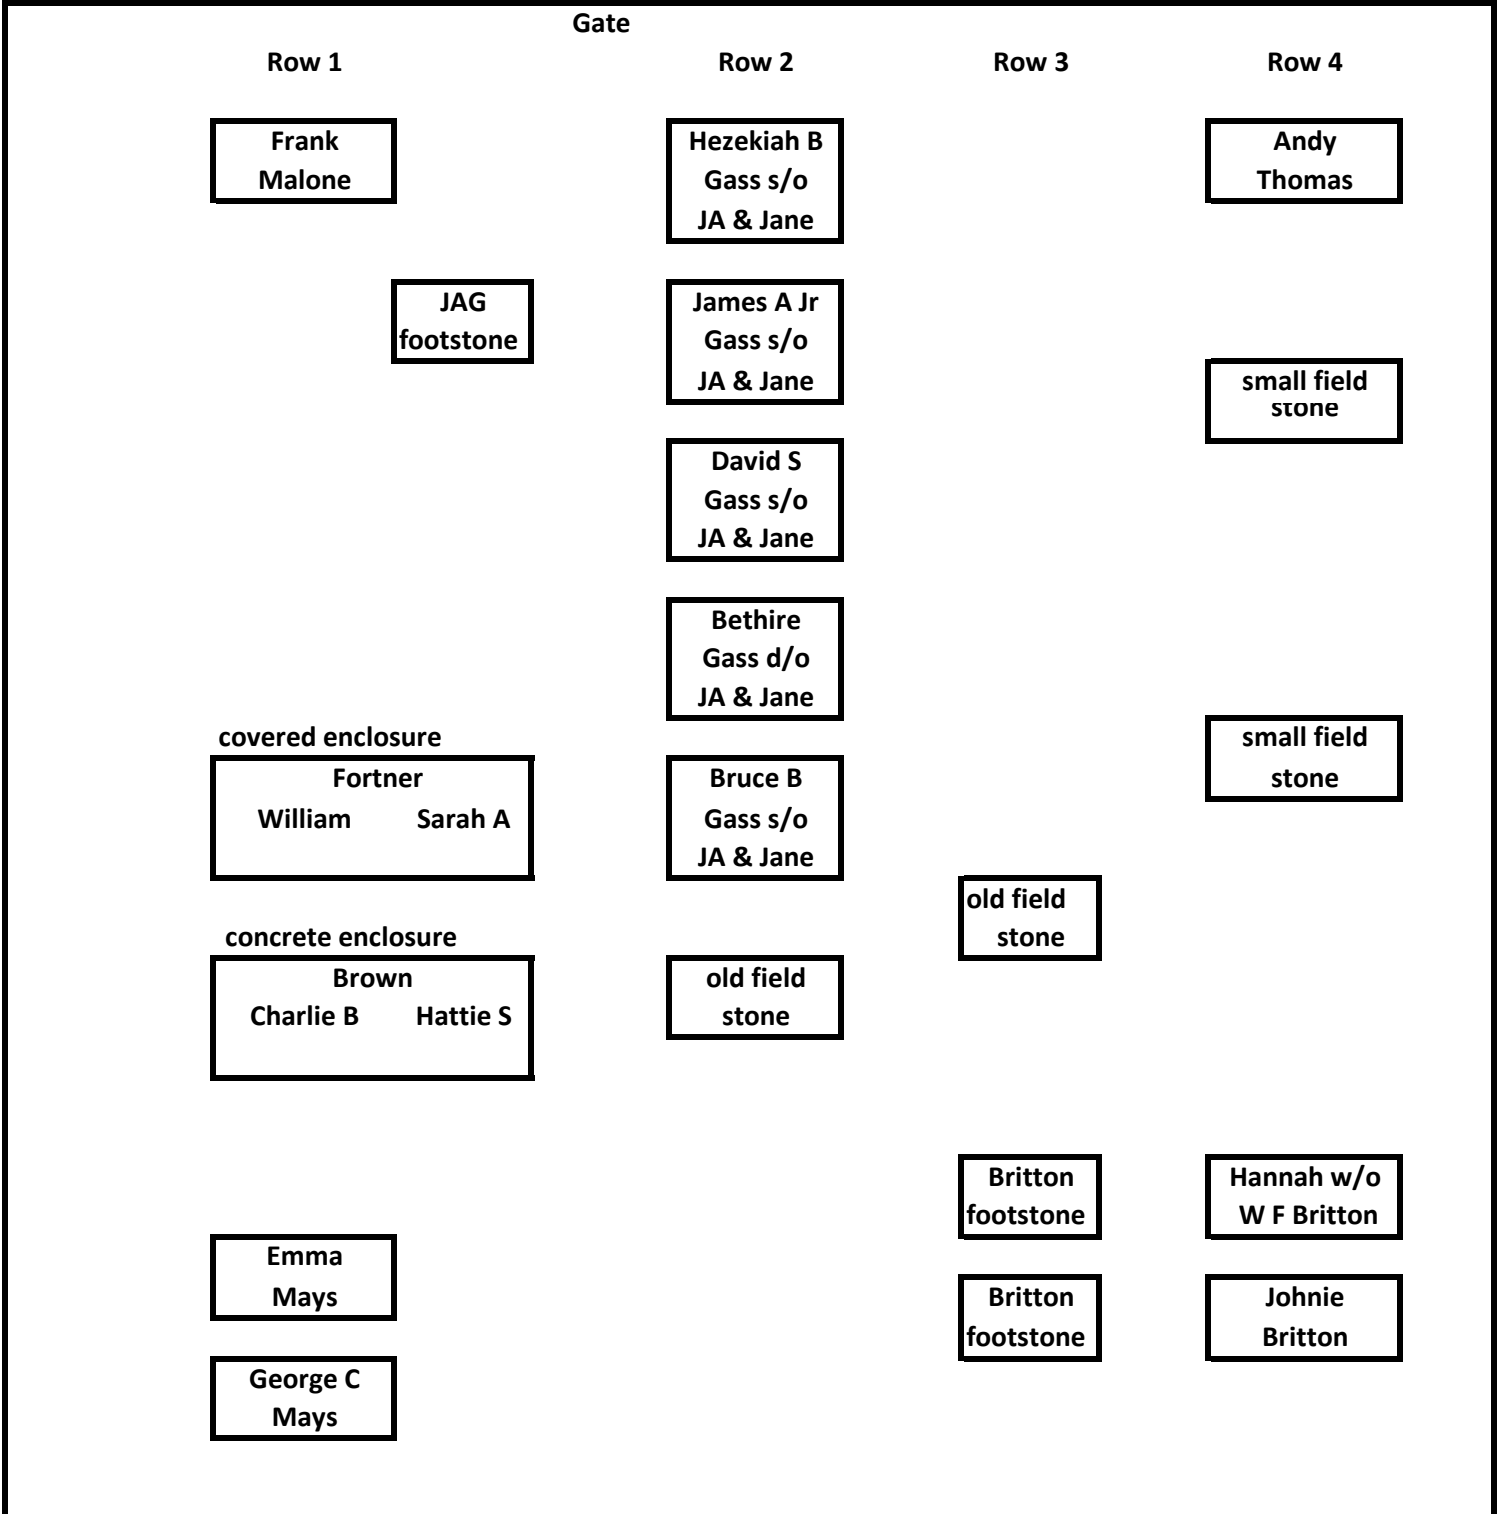 Gate
Row 1 Row 2 Row 3 Row 4
Frank
Malone
Hezekiah B
Gass s/o
JA & Jane
Andy
Thomas
JAG
footstone
James A Jr
Gass s/o
JA & Jane
small field
stone
David S
Gass s/o
JA & Jane
Bethire
Gass d/o
JA & Jane
covered enclosure
Fortner
William Sarah A
Bruce B
Gass s/o
JA & Jane
small field
stone
old field
stone
concrete enclosure
Brown
Charlie B Hattie S
old field
stone
Britton
footstone
Hannah w/o
W F Britton
Emma
Mays
Britton
footstone
Johnie
Britton
George C
Mays